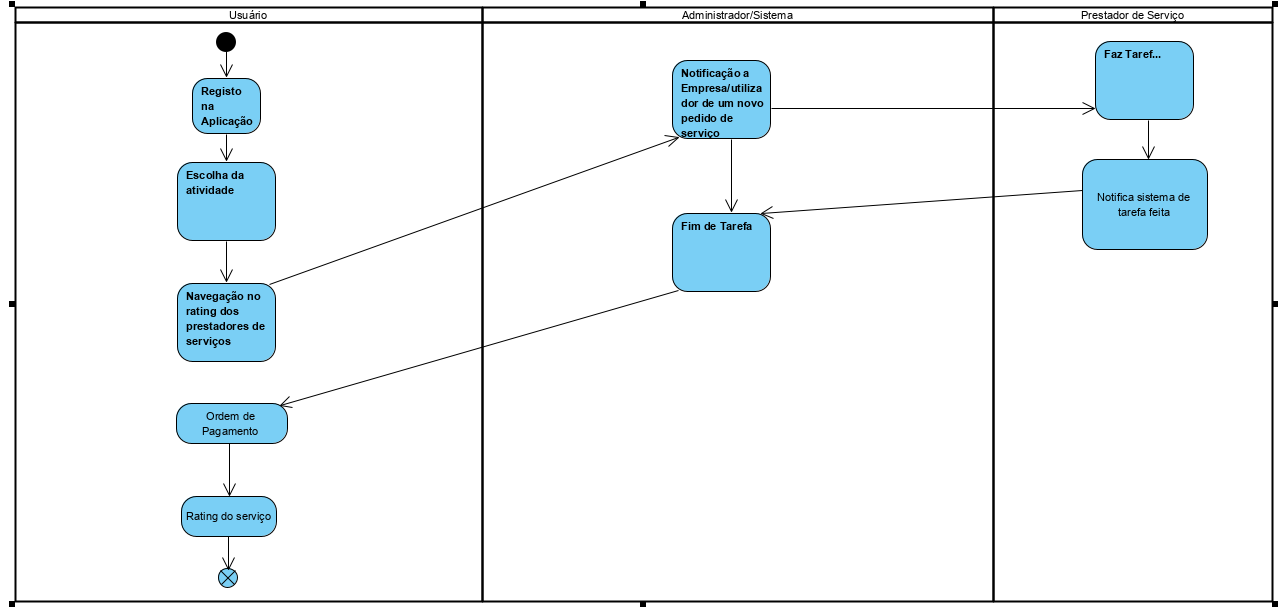 Usuário
Administrador/Sistema
Prestador de Serviço
Registo
na
Aplicação
Escolha da
atividade
Navegação no
rating dos
prestadores de
serviços
Ordem de
Pagamento
Rating do serviço
Notificação a
Empresa/utiliza
dor de um novo
pedido de
serviço
Fim de Tarefa
Faz Taref...
Notifica sistema de
tarefa feita